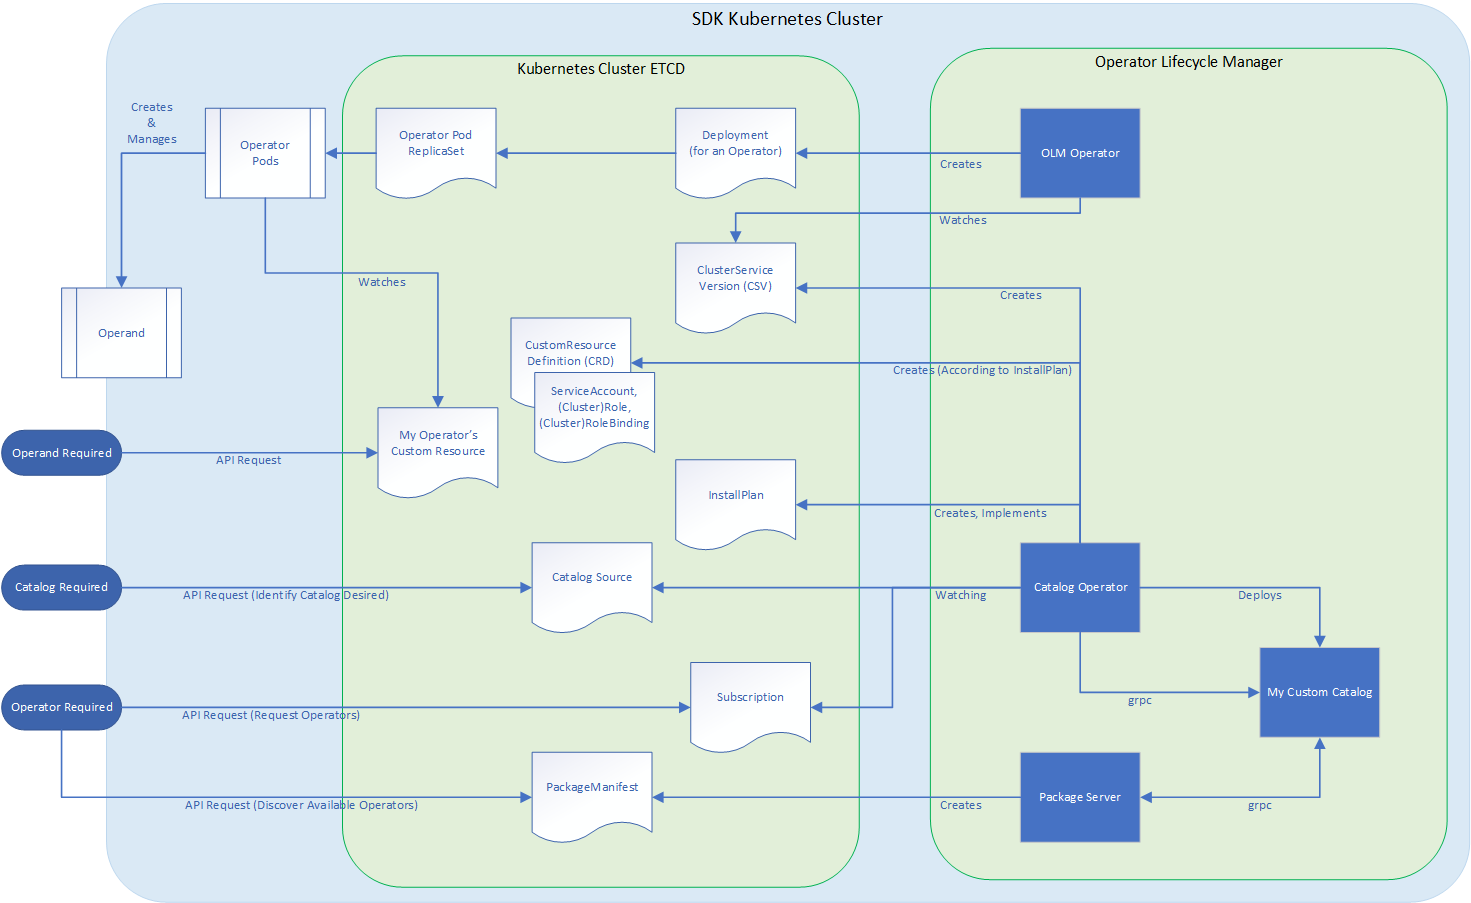 SDK Kubernetes Cluster
Kubernetes Cluster ETCD
Operator Lifecycle Manager
Creates
&
Manages
Operator
Pods
Operator Pod
ReplicaSet
Deployment
(for an Operator)
Creates
OLM Operator
Watches
ClusterService
Version (CSV)
Creates
Watches
Operand
CustomResource
Definition (CRD)
Creates (According to InstallPlan)
ServiceAccount,
(Cluster)Role,
(Cluster)RoleBinding
My Operator's
Custom Resource
Operand Required
API Request
InstallPlan
Creates, Implements
Catalog Required
API Request (Identify Catalog Desired)
Catalog Source
Watching
Catalog Operator
Deploys
My Custom Catalog
grpc
Operator Required
API Request (Request Operators)
Subscription
API Request (Discover Available Operators)
PackageManifest
Creates
Package Server
grpc